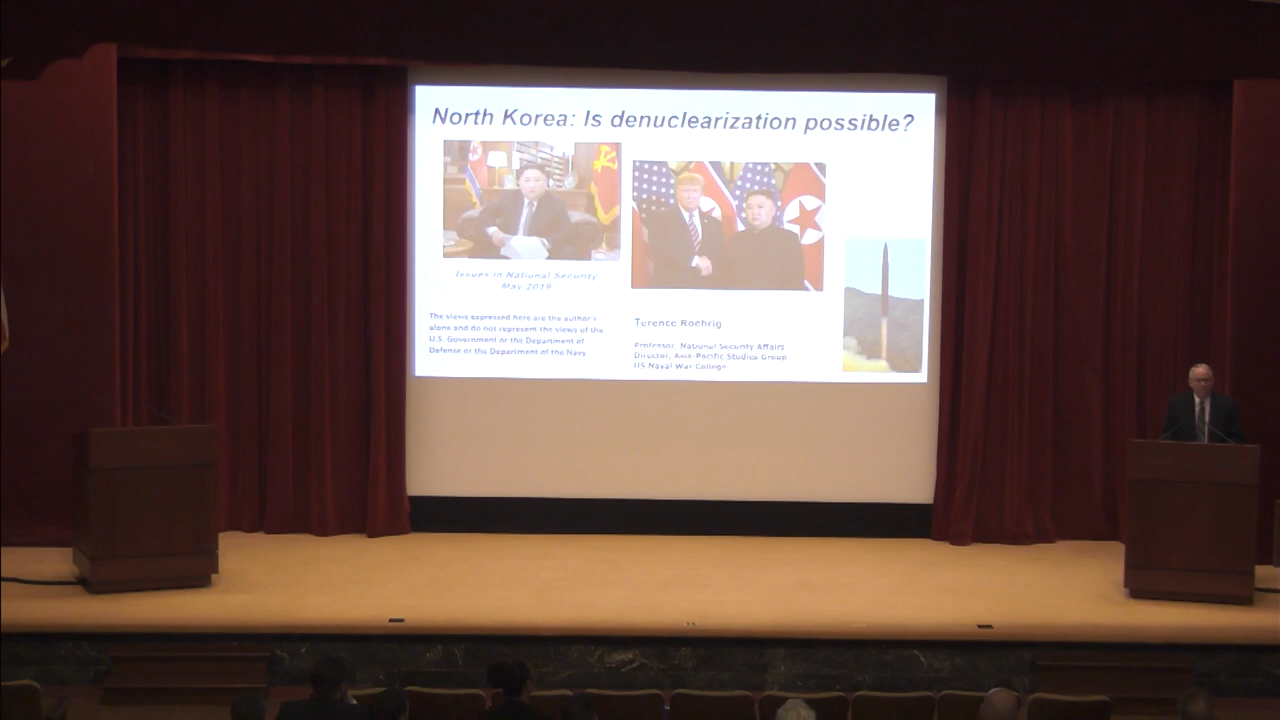 North Korea: Is denuclearization possible?
Issues in National Security
May 2019
The views expressed here are the author's
alone and do not represent the views of the
U.S. Government or the Department of
Defense or the Department of the Navy
Terence Roehrig
Professor, National Security Affairs
Director, Asia-Pacific Studies Group
US Naval War College